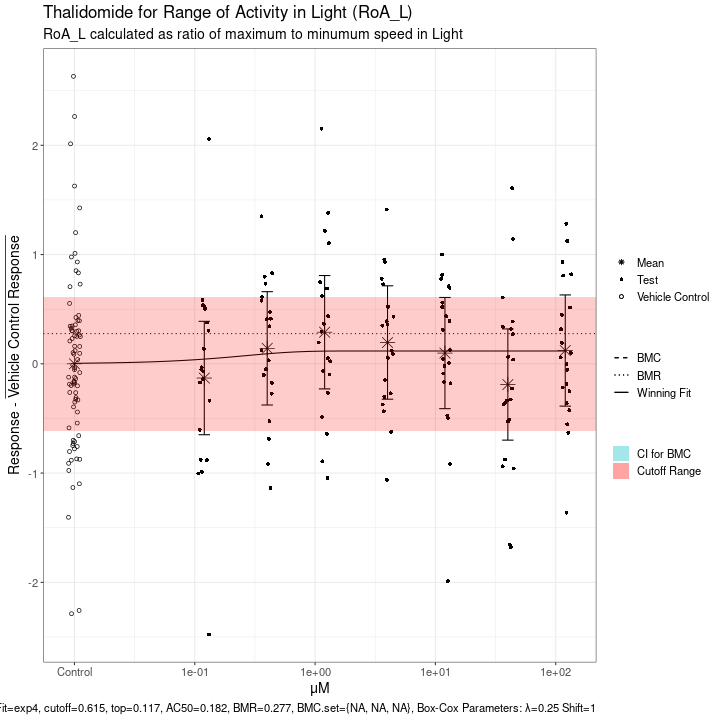 Thalidomide for Range of Activity in Light (RoA_L)
RoA_L calculated as ratio of maximum to minumum speed in Light
Response - Vehicle Control Response
2
1
0
-1
-2
Control
1e-01
1e+00
1e+01
1e+02
μM
Mean
Test
Vehicle Control
BMC
BMR
Winning Fit
CI for BMC
Cutoff Range
Fit=exp4, cutoff=0.615, top=0.117, AC50=0.182, BMR=0.277, BMC.set={NA, NA, NA}, Box-Cox Parameters: λ=0.25 Shift=1